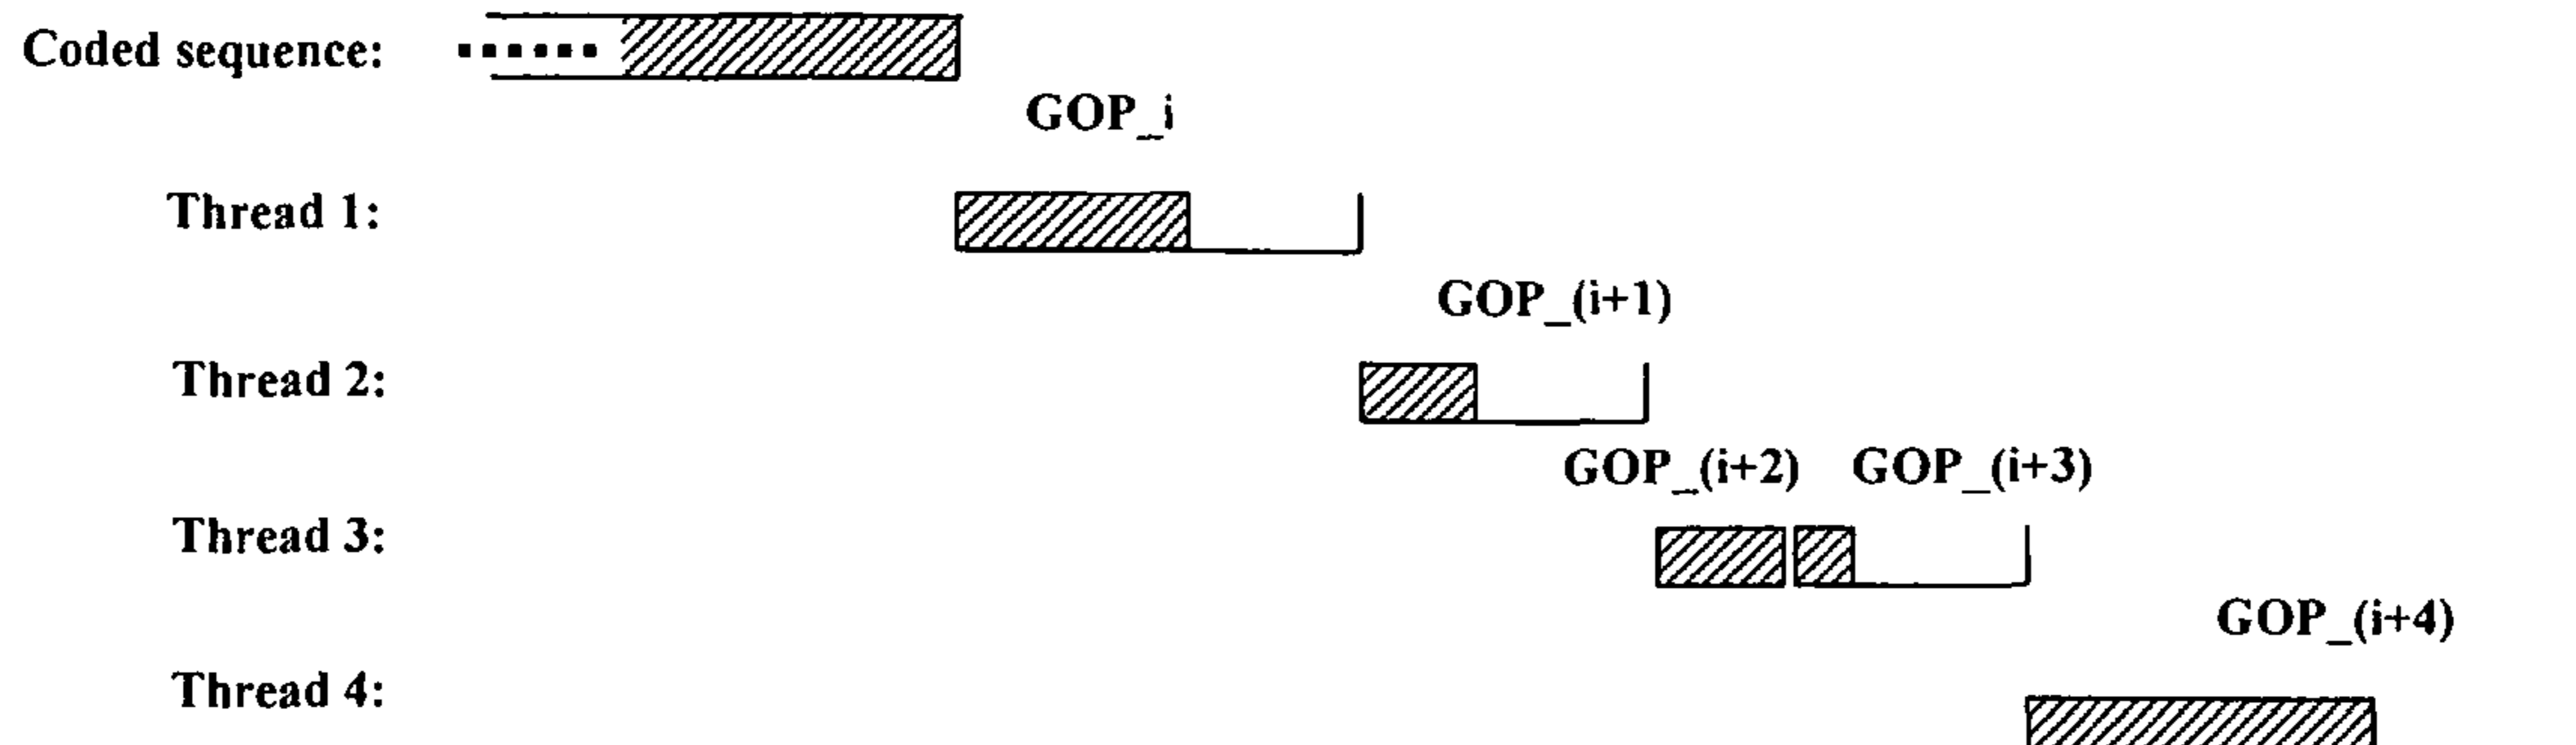 Coded sequence:
GOP_i
Thread 1:
GOP_(i+1)
Thread 2:
GOP_(i+2) GOP_(i+3)
Thread 3:
GOP_(i+4)
Thread 4: